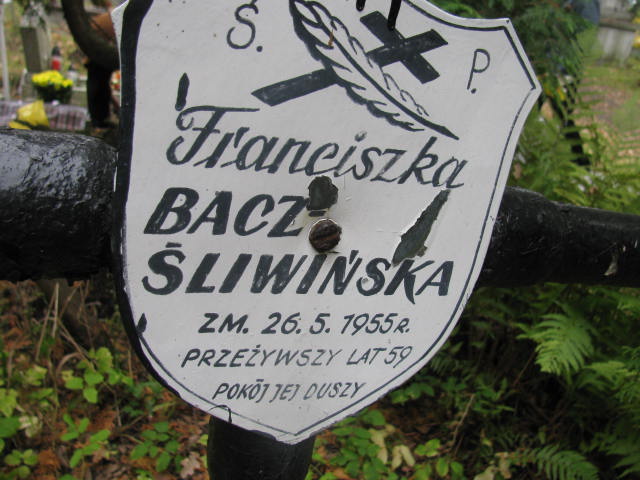 Ś. P.
Franciszka
BACZ
ŚLIWIŃSKA
ZM. 26. 5. 1955 R.
PRZEŻYWSZY LAT 59
POKÓJ JEJ DUSZY